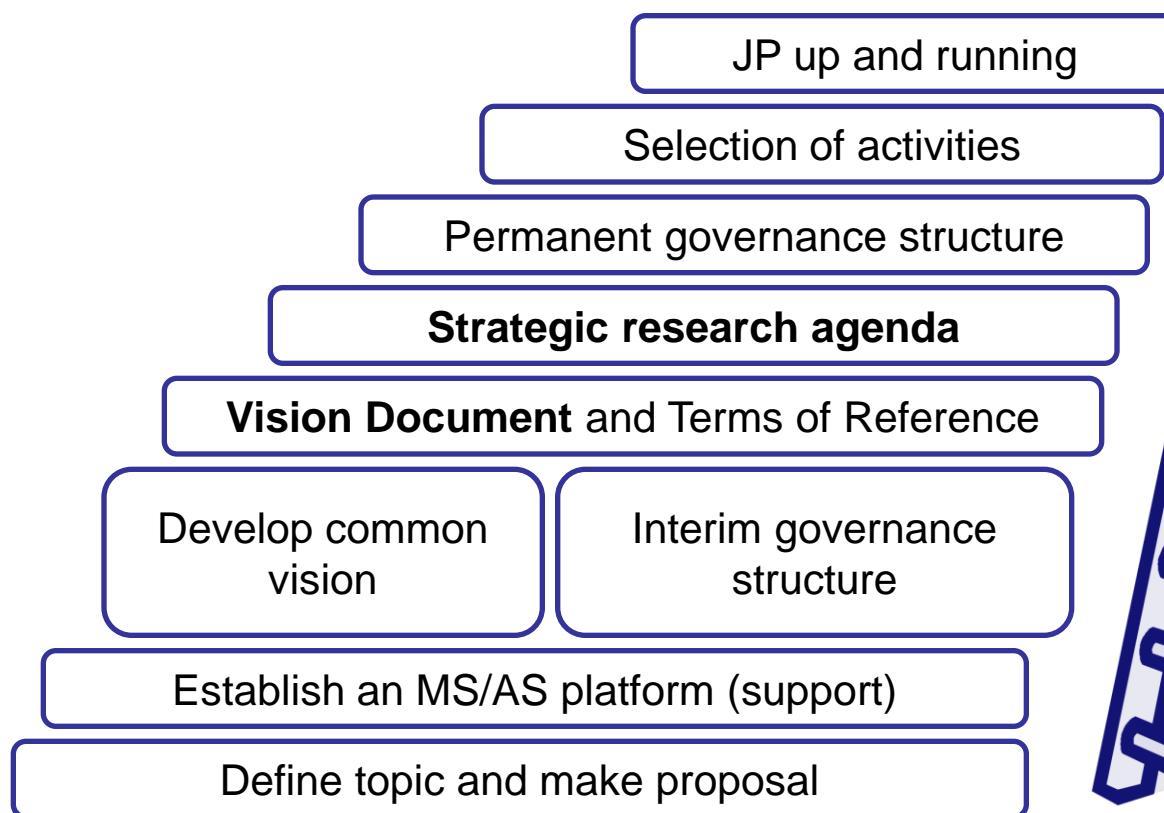 JP up and running
Selection of activities
Permanent governance structure
Strategic research agenda
Vision Document and Terms of Reference
Develop common
vision
Interim governance
structure
Establish an MS/AS platform (support)
Define topic and make proposal